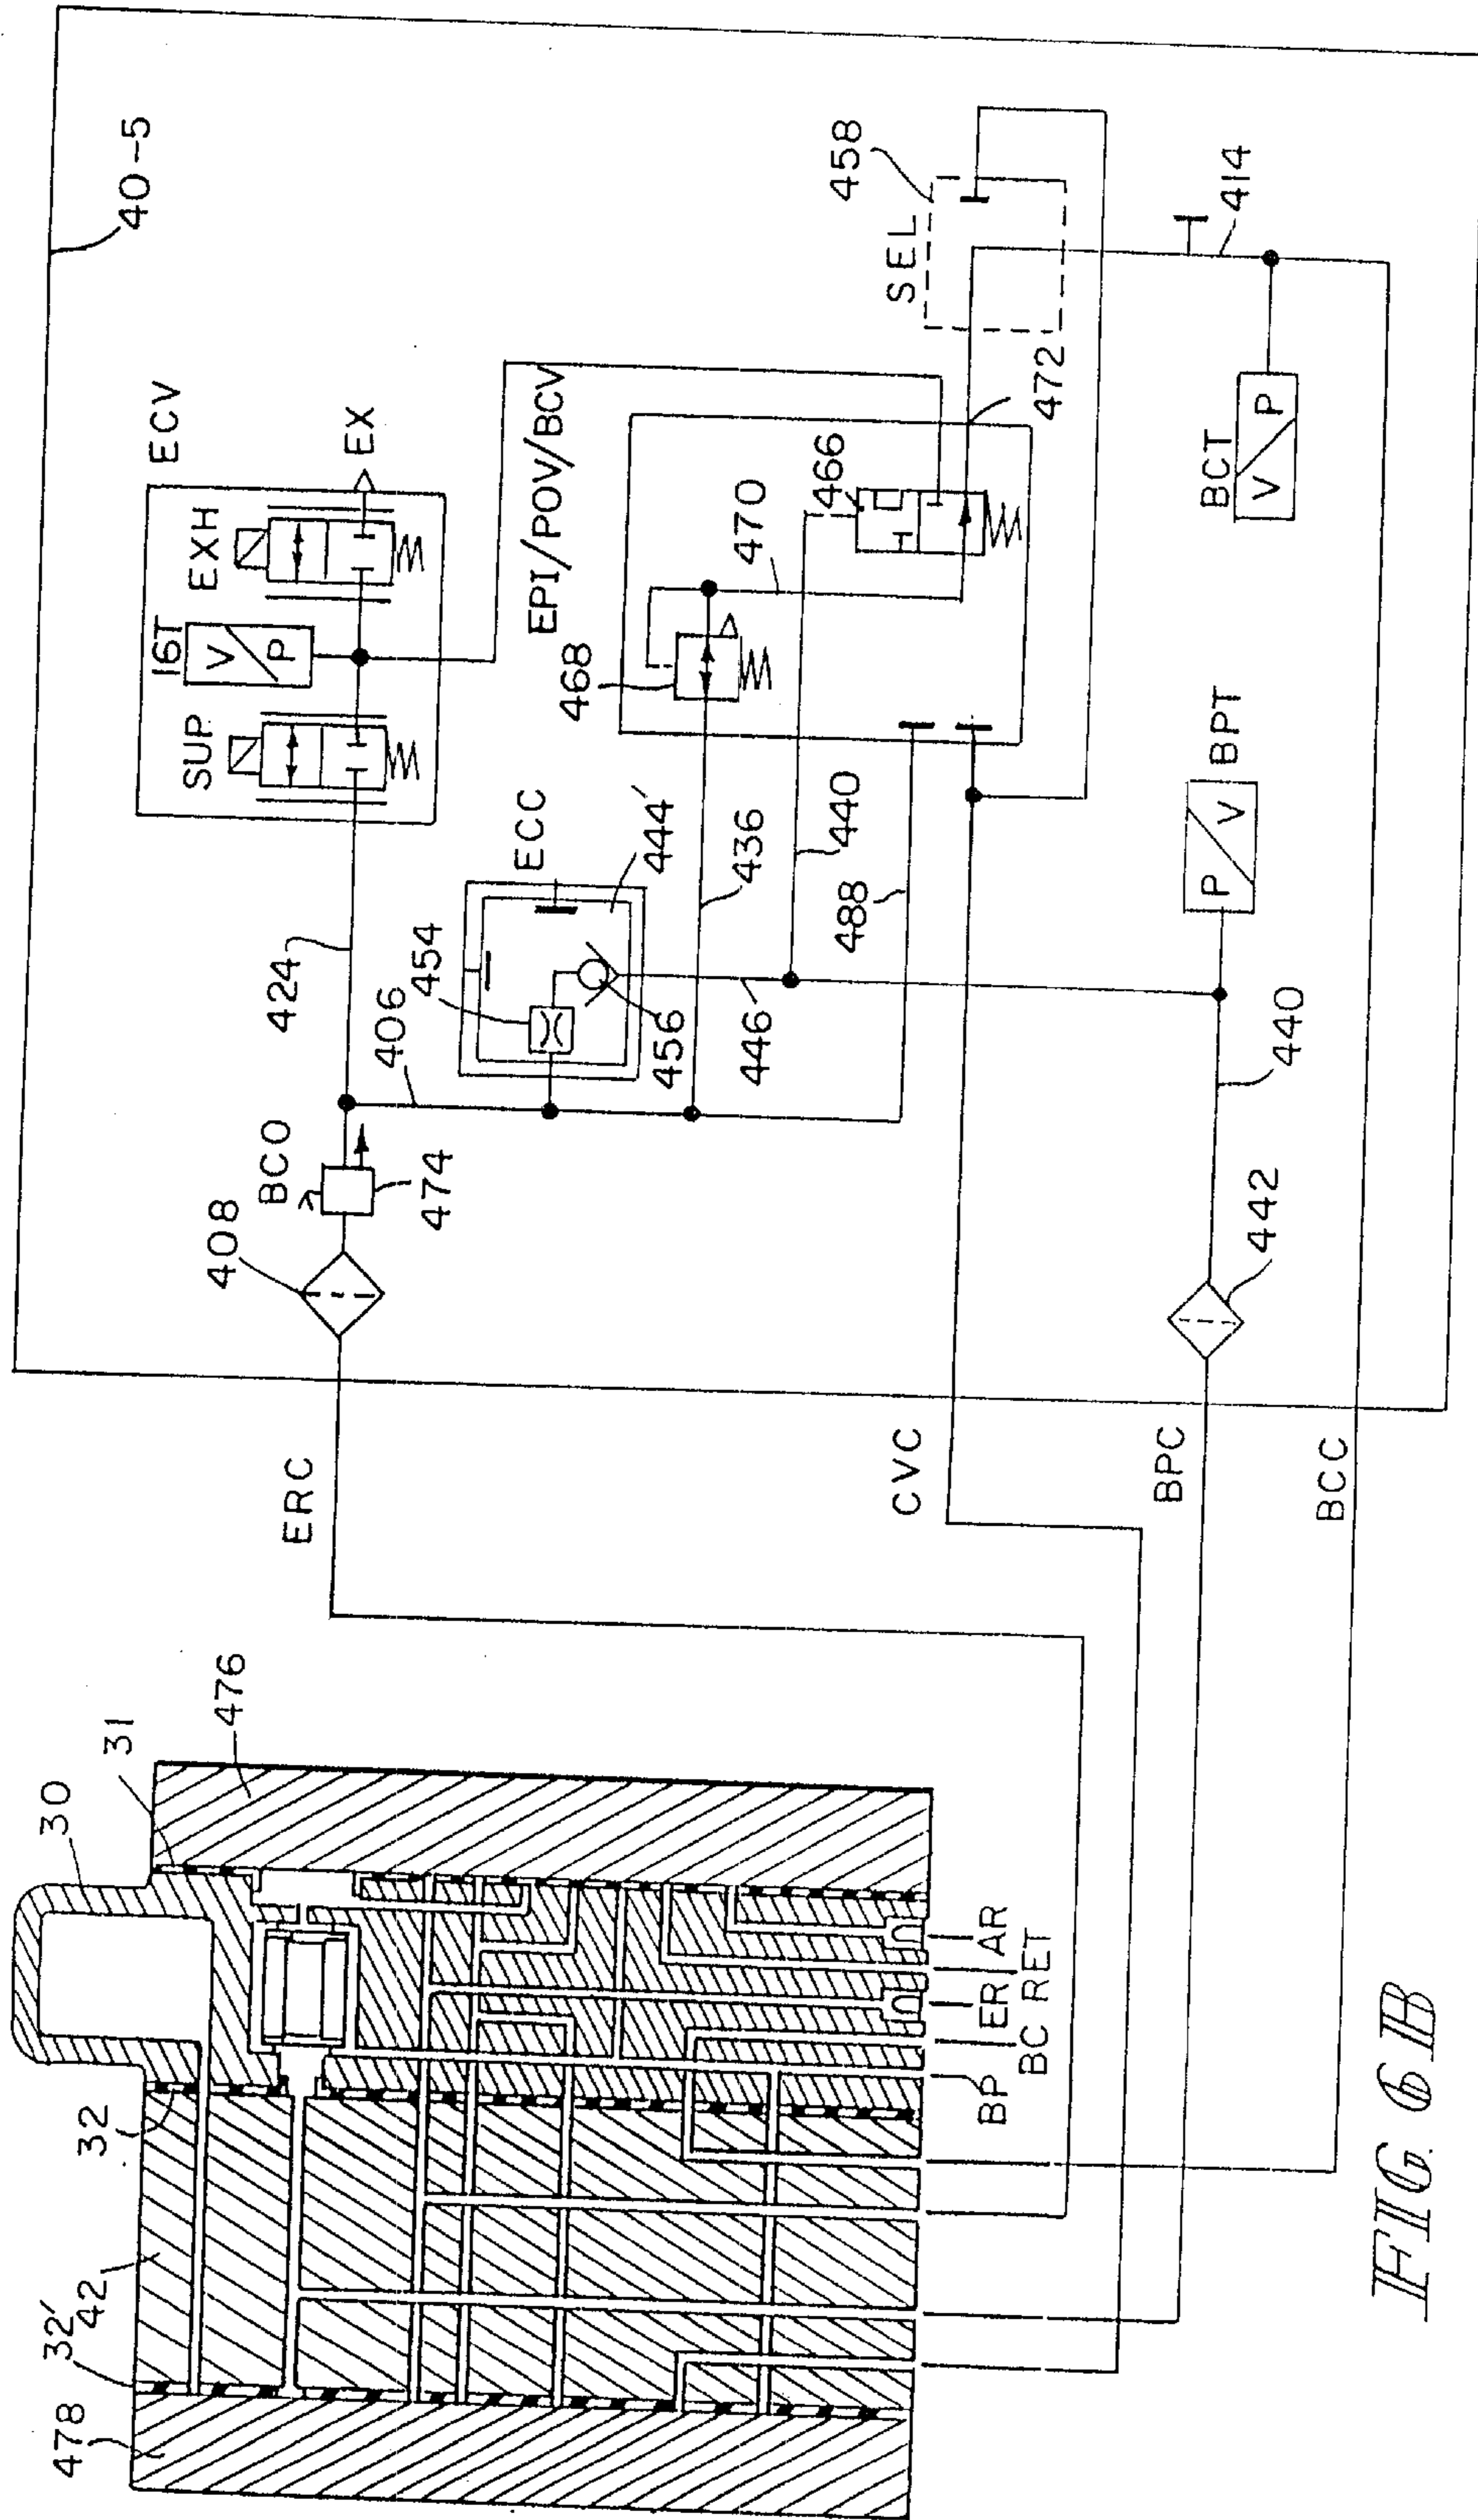 40-5
ECV
SUP
16T
V
P
EXH
EX
424
406
BCO
408
474
454
ECC
444'
456
446
436
440
488
EPI/POV/BCV
468
470
466
472
SEL
458
414
BCT
V
P
P
V
BPT
440
442
ERC
CVC
BPC
BCC
30
31
476
32
42
32'
478
BP
BC
ER
RET
AR
FIG. 6B